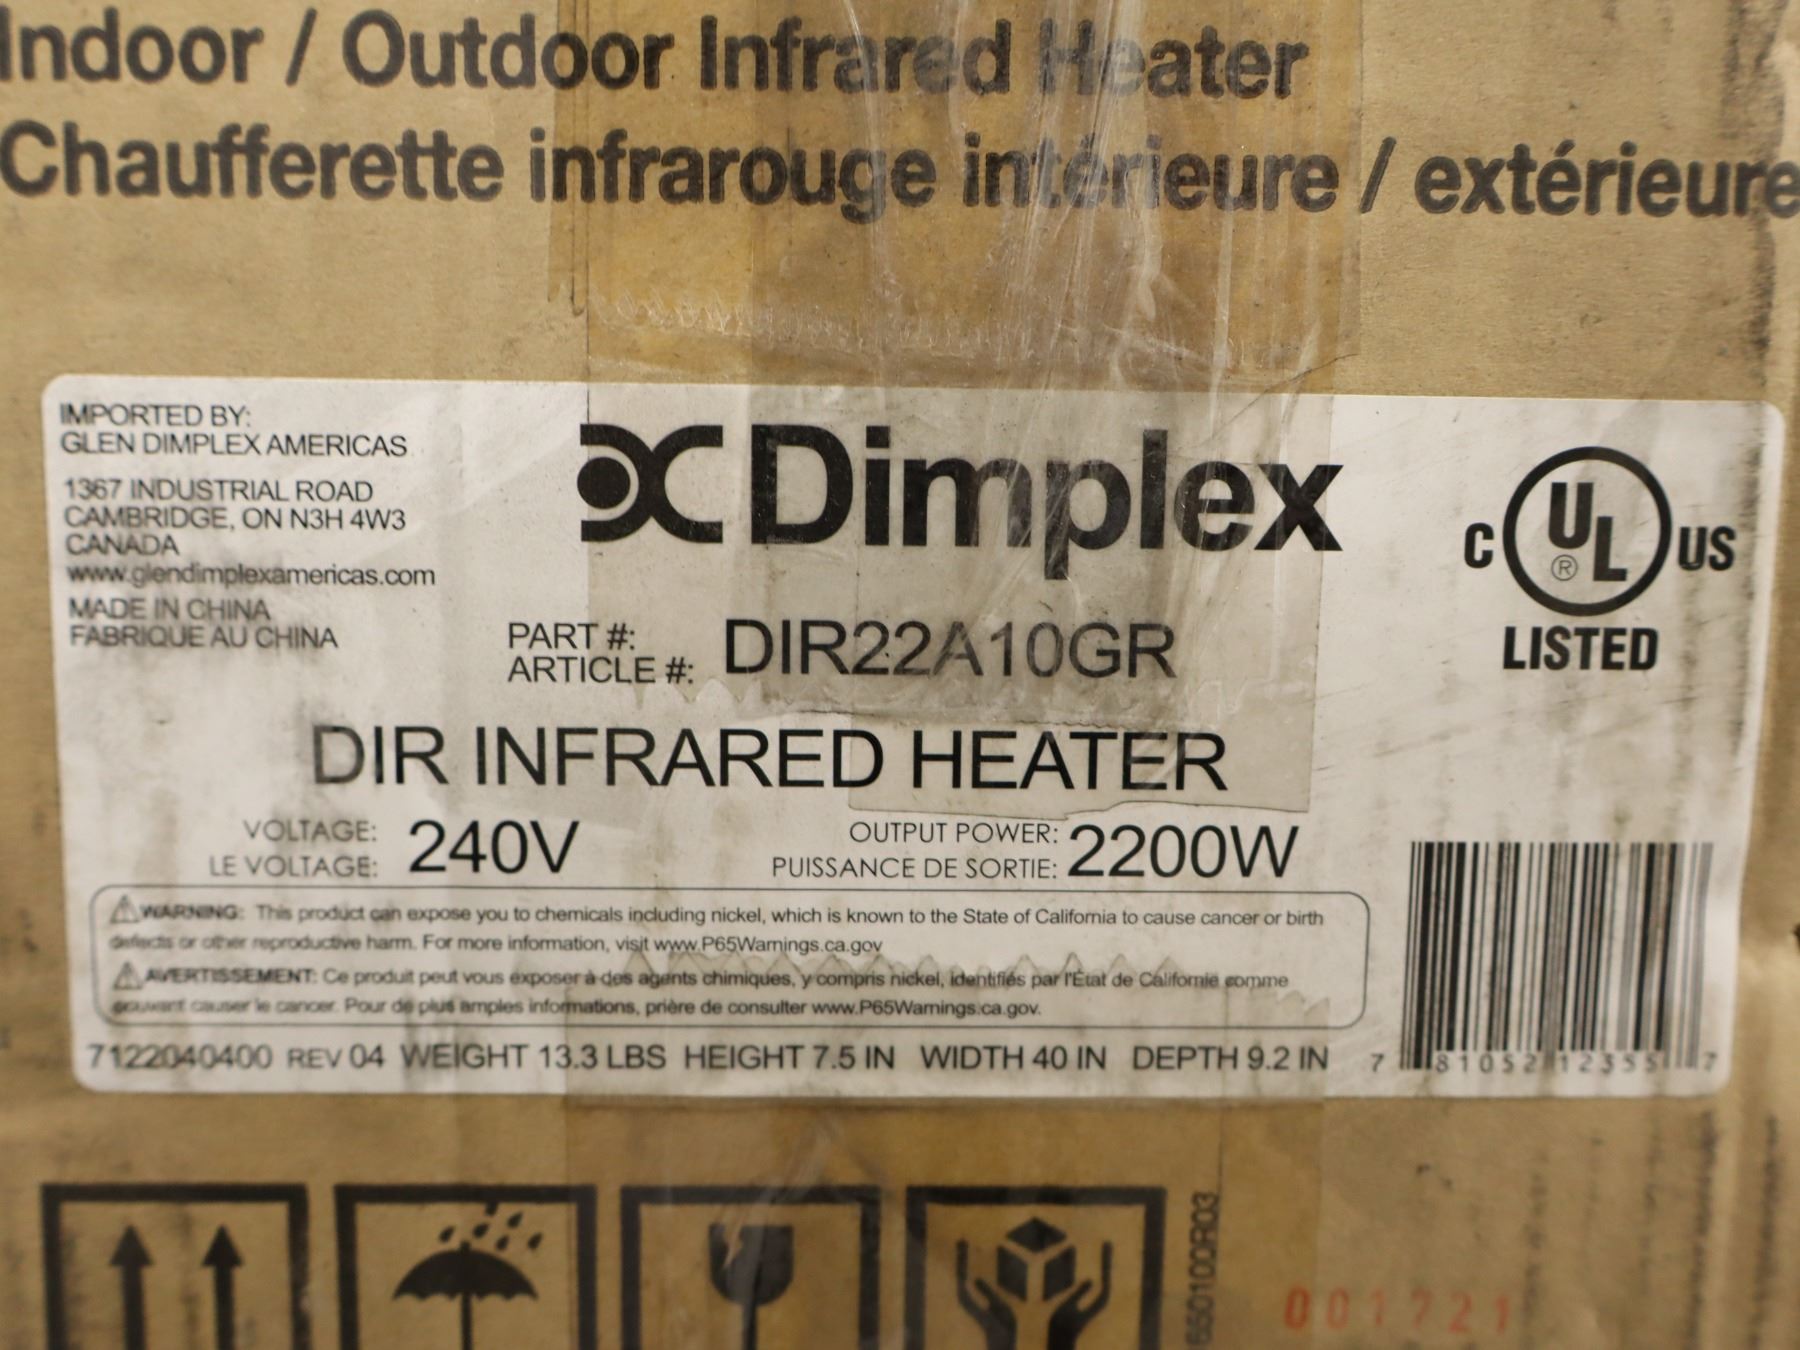 Indoor / Outdoor Infrared Heater
Chaufferette infrarouge intérieure / extérieure
IMPORTED BY:
GLEN DIMPLEX AMERICAS
1367 INDUSTRIAL ROAD
CAMBRIDGE, ON N3H 4W3
CANADA
www.glendimplexamericas.com
MADE IN CHINA
FABRIQUE AU CHINA
Dimplex
C UL ® US
LISTED
PART #:
ARTICLE #:
DIR22A10GR
DIR INFRARED HEATER
VOLTAGE:
LE VOLTAGE:
240V
OUTPUT POWER:
PUISSANCE DE SORTIE:
2200W
WARNING: This product can expose you to chemicals including nickel, which is known to the State of California to cause cancer or birth
defects or other reproductive harm. For more information, visit www.P65Warnings.ca.gov
AVERTISSEMENT: Ce produit peut vous exposer à des agents chimiques, y compris nickel, identifiés par l'État de Californie comme
pouvant causer le cancer. Pour de plus amples informations, prière de consulter www.P65Warnings.ca.gov.
7122040400 REV 04 WEIGHT 13.3 LBS HEIGHT 7.5 IN WIDTH 40 IN DEPTH 9.2 IN
7 81052 12355 7
650100R03
001721